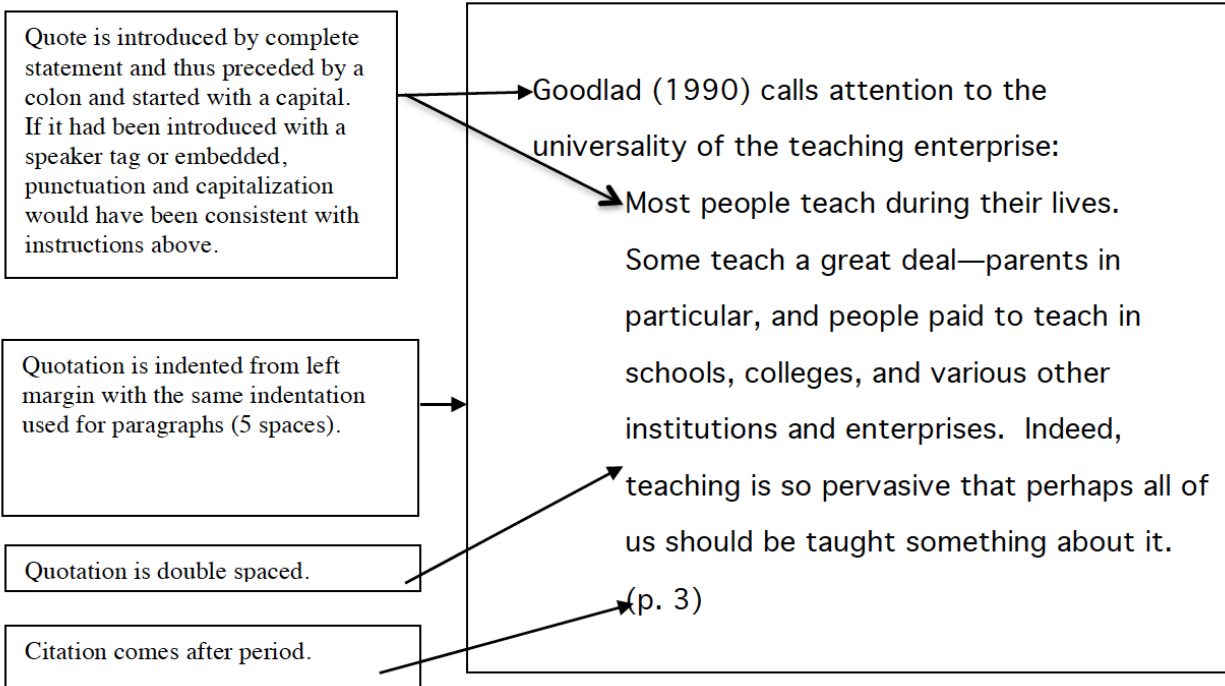 Quote is introduced by complete
statement and thus preceded by a
colon and started with a capital.
If it had been introduced with a
speaker tag or embedded,
punctuation and capitalization
would have been consistent with
instructions above.
Quotation is indented from left
margin with the same indentation
used for paragraphs (5 spaces).
Quotation is double spaced.
Citation comes after period.
Goodlad (1990) calls attention to the
universality of the teaching enterprise:
Most people teach during their lives.
Some teach a great deal—parents in
particular, and people paid to teach in
schools, colleges, and various other
institutions and enterprises.  Indeed,
teaching is so pervasive that perhaps all of
us should be taught something about it.
(p. 3)